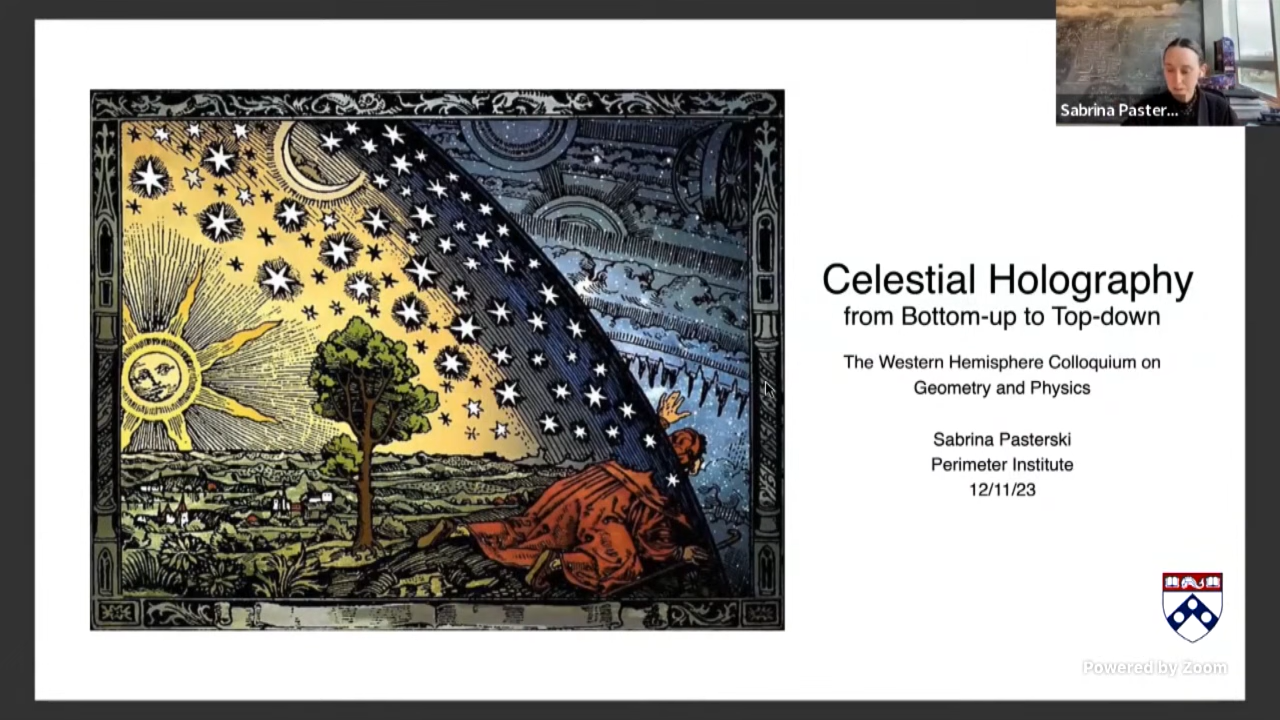 Sabrina Paster...
Celestial Holography
from Bottom-up to Top-down
The Western Hemisphere Colloquium on
Geometry and Physics
Sabrina Pasterski
Perimeter Institute
12/11/23
Powered by Zoom